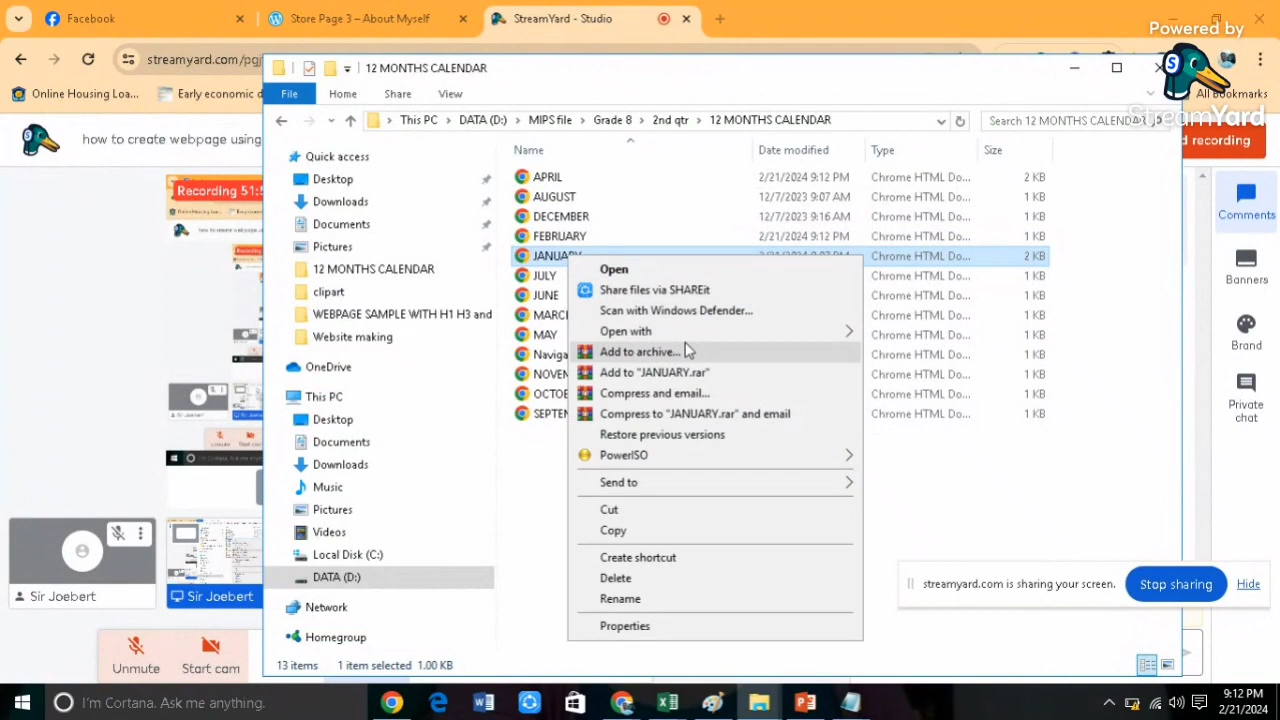 Facebook
Store Page 3 – About Myself
StreamYard - Studio
Powered by
streamyard.com/pgj
12 MONTHS CALENDAR
StreamYard
Online Housing Loa...
Early economic d
All Bookmarks
File
Home
Share
View
This PC
DATA (D:)
MIPS file
Grade 8
2nd qtr
12 MONTHS CALENDAR
Search 12 MONTHS CALENDAR
how to create webpage using
d recording
Name
Date modified
Type
Size
Quick access
Desktop
Downloads
Documents
Pictures
12 MONTHS CALENDAR
clipart
WEBPAGE SAMPLE WITH H1 H3 and
Website making
OneDrive
This PC
Desktop
Documents
Downloads
Music
Pictures
Videos
Local Disk (C:)
DATA (D:)
Network
Homegroup
APRIL 2/21/2024 9:12 PM Chrome HTML Do... 2 KB
AUGUST 12/7/2023 9:07 AM Chrome HTML Do... 1 KB
DECEMBER 12/7/2023 9:16 AM Chrome HTML Do... 1 KB
FEBRUARY 2/21/2024 9:12 PM Chrome HTML Do... 1 KB
JANUARY Chrome HTML Do... 2 KB
JULY Chrome HTML Do... 1 KB
JUNE Chrome HTML Do... 1 KB
MARC Chrome HTML Do... 1 KB
MAY Chrome HTML Do... 1 KB
Naviga Chrome HTML Do... 1 KB
NOVEN Chrome HTML Do... 1 KB
OCTO Chrome HTML Do... 1 KB
SEPTEN Chrome HTML Do... 1 KB
Open
Share files via SHAREit
Scan with Windows Defender...
Open with
Add to archive...
Add to "JANUARY.rar"
Compress and email...
Compress to "JANUARY.rar" and email
Restore previous versions
PowerISO
Send to
Cut
Copy
Create shortcut
Delete
Rename
Properties
Recording 51:5
Comments
Banners
Brand
Private
chat
Sir Joebert
Sir Joebert
streamyard.com is sharing your screen.
Stop sharing
Hide
Unmute
Start cam
13 items
1 item selected 1.00 KB
I'm Cortana. Ask me anything.
9:12 PM
2/21/2024